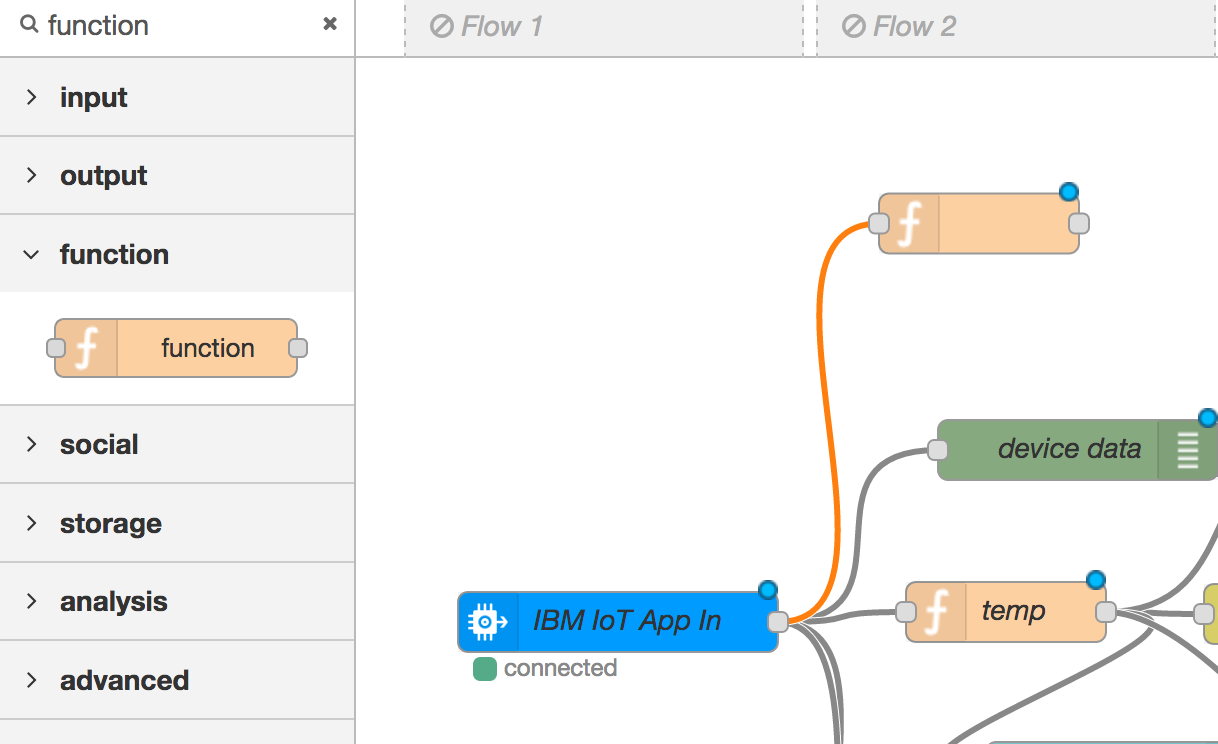 function
Flow 1
Flow 2
input
output
function
function
social
storage
analysis
advanced
device data
temp
IBM IoT App In
connected